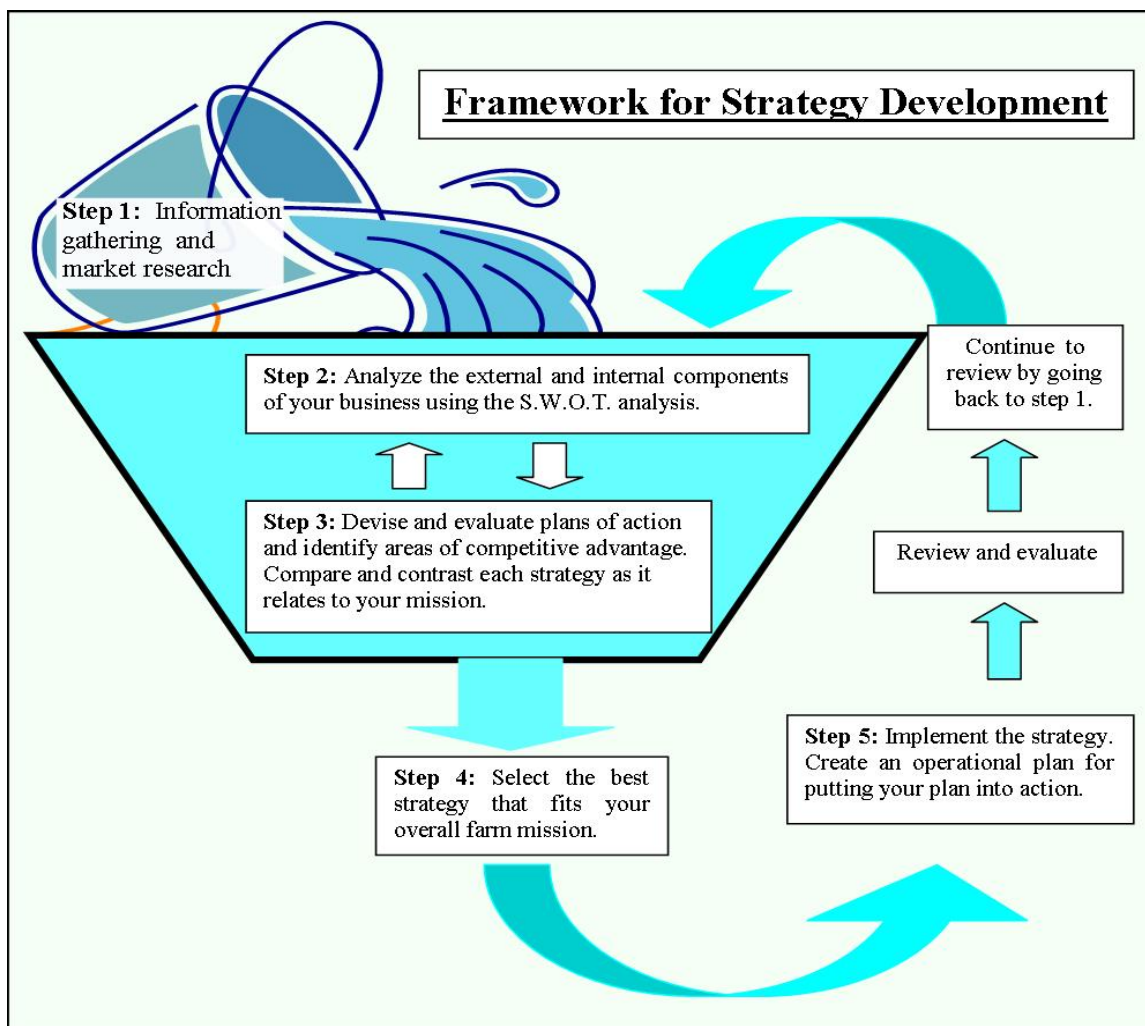 Framework for Strategy Development
Step 1: Information
gathering and
market research
Step 2: Analyze the external and internal components
of your business using the S.W.O.T. analysis.
Step 3: Devise and evaluate plans of action
and identify areas of competitive advantage.
Compare and contrast each strategy as it
relates to your mission.
Step 4: Select the best
strategy that fits your
overall farm mission.
Step 5: Implement the strategy.
Create an operational plan for
putting your plan into action.
Review and evaluate
Continue to
review by going
back to step 1.